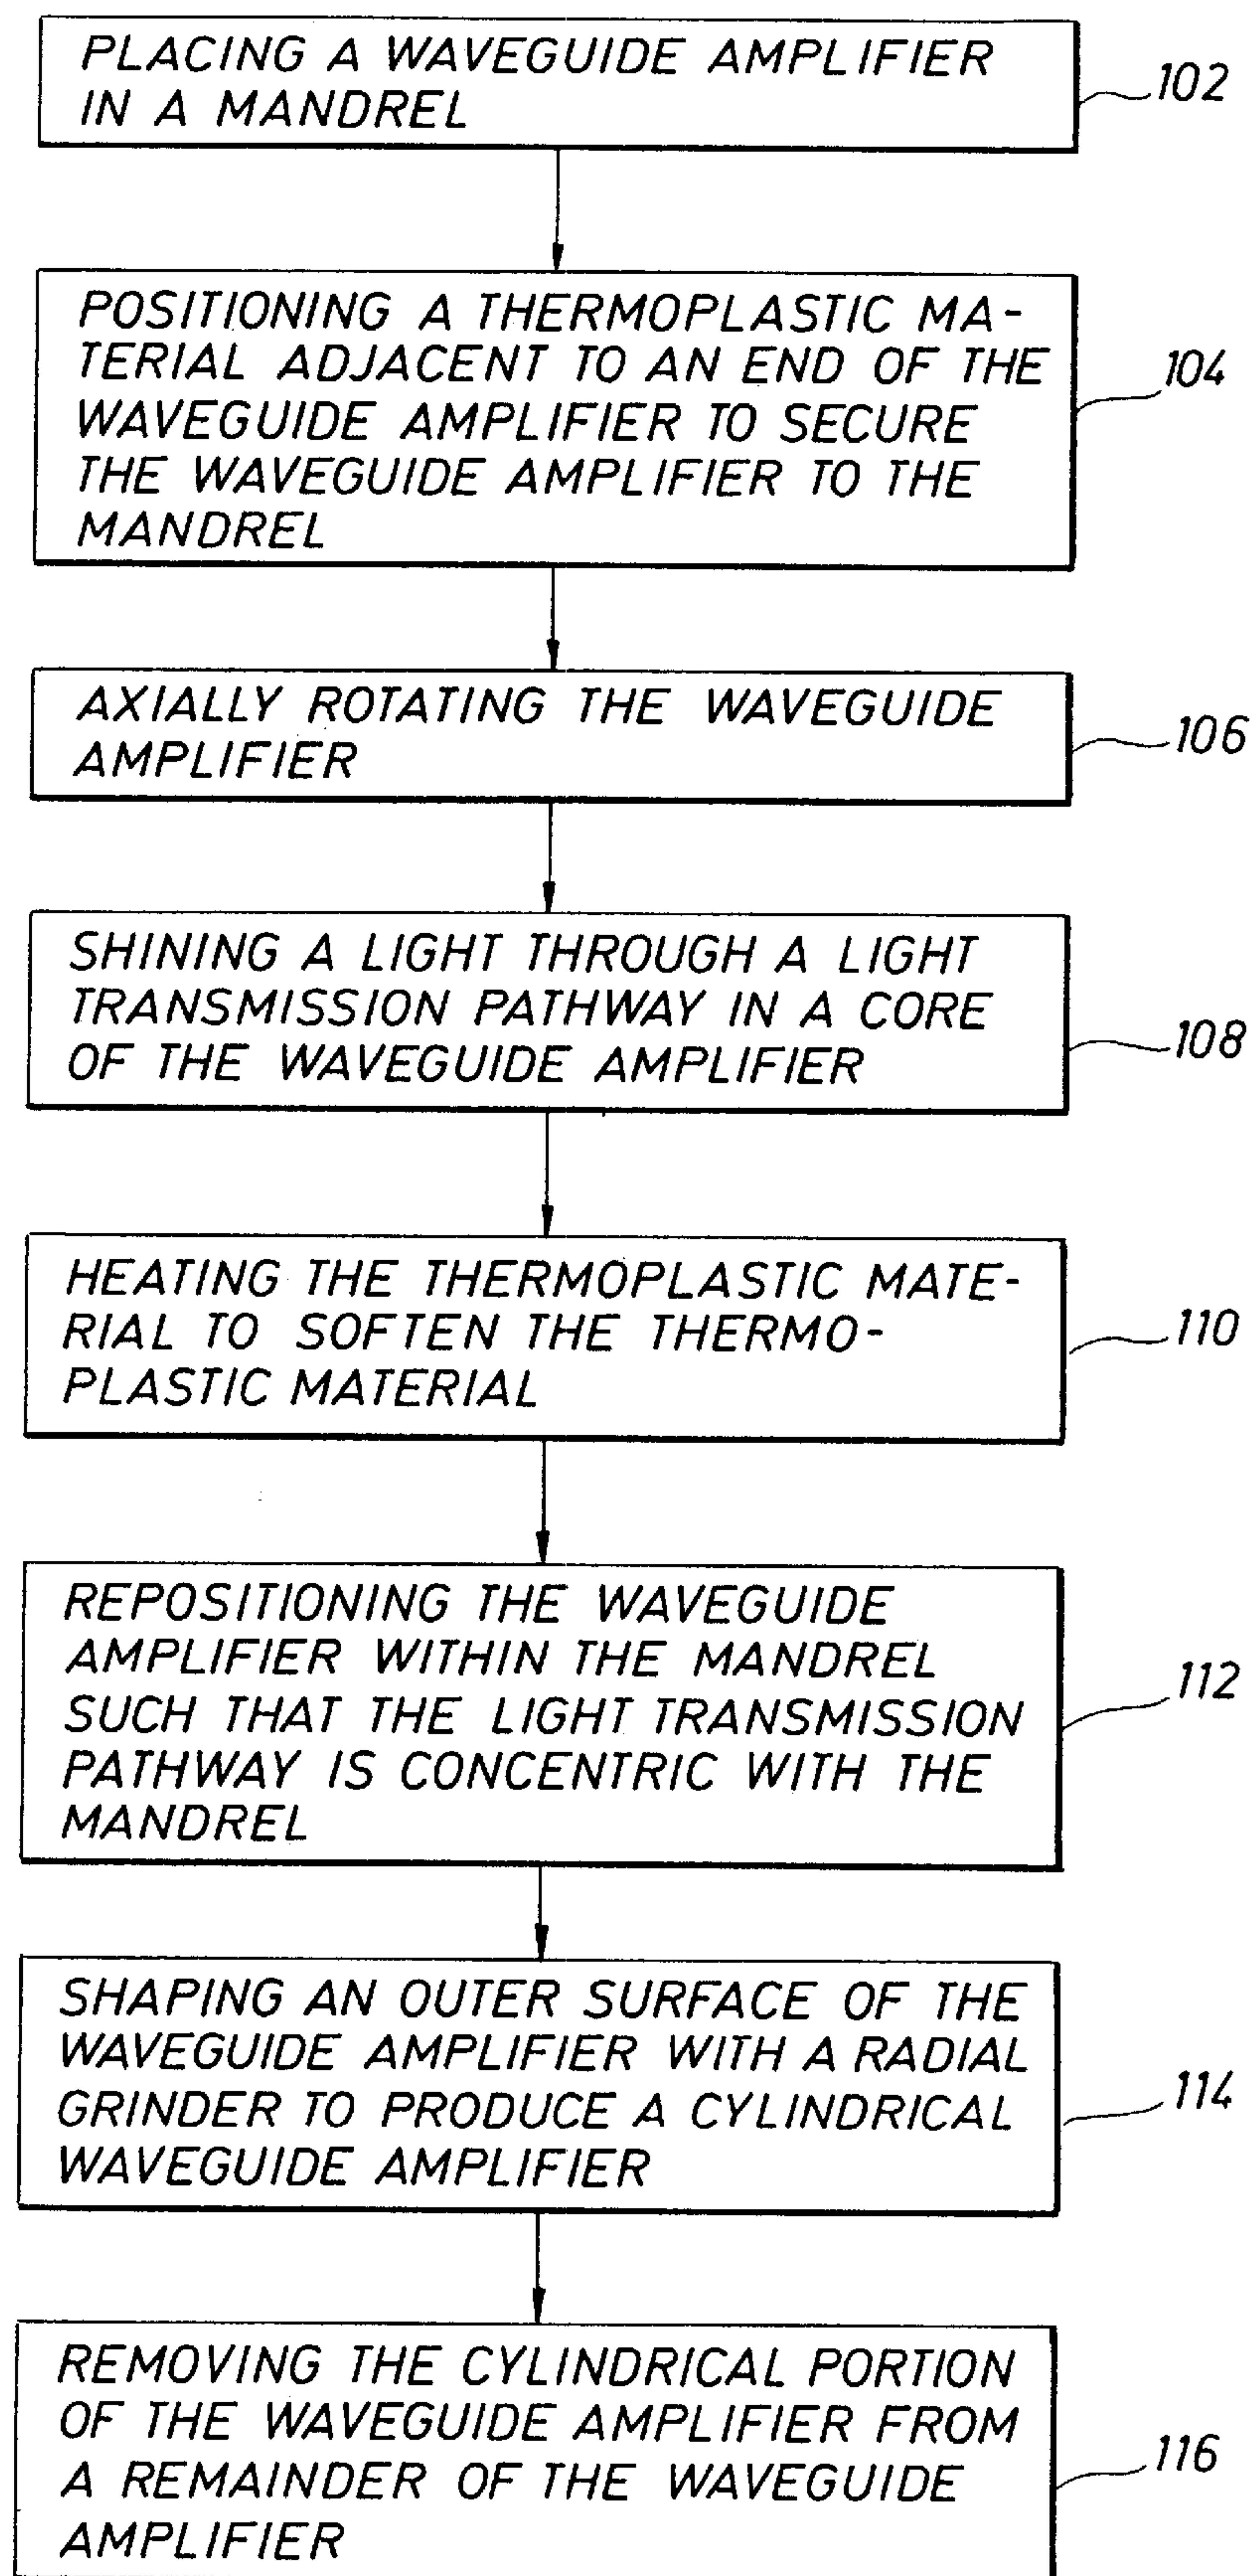 PLACING A WAVEGUIDE AMPLIFIER
IN A MANDREL
102
POSITIONING A THERMOPLASTIC MA-
TERIAL ADJACENT TO AN END OF THE
WAVEGUIDE AMPLIFIER TO SECURE
THE WAVEGUIDE AMPLIFIER TO THE
MANDREL
104
AXIALLY ROTATING THE WAVEGUIDE
AMPLIFIER
106
SHINING A LIGHT THROUGH A LIGHT
TRANSMISSION PATHWAY IN A CORE
OF THE WAVEGUIDE AMPLIFIER
108
HEATING THE THERMOPLASTIC MATE-
RIAL TO SOFTEN THE THERMO-
PLASTIC MATERIAL
110
REPOSITIONING THE WAVEGUIDE
AMPLIFIER WITHIN THE MANDREL
SUCH THAT THE LIGHT TRANSMISSION
PATHWAY IS CONCENTRIC WITH THE
MANDREL
112
SHAPING AN OUTER SURFACE OF THE
WAVEGUIDE AMPLIFIER WITH A RADIAL
GRINDER TO PRODUCE A CYLINDRICAL
WAVEGUIDE AMPLIFIER
114
REMOVING THE CYLINDRICAL PORTION
OF THE WAVEGUIDE AMPLIFIER FROM
A REMAINDER OF THE WAVEGUIDE
AMPLIFIER
116